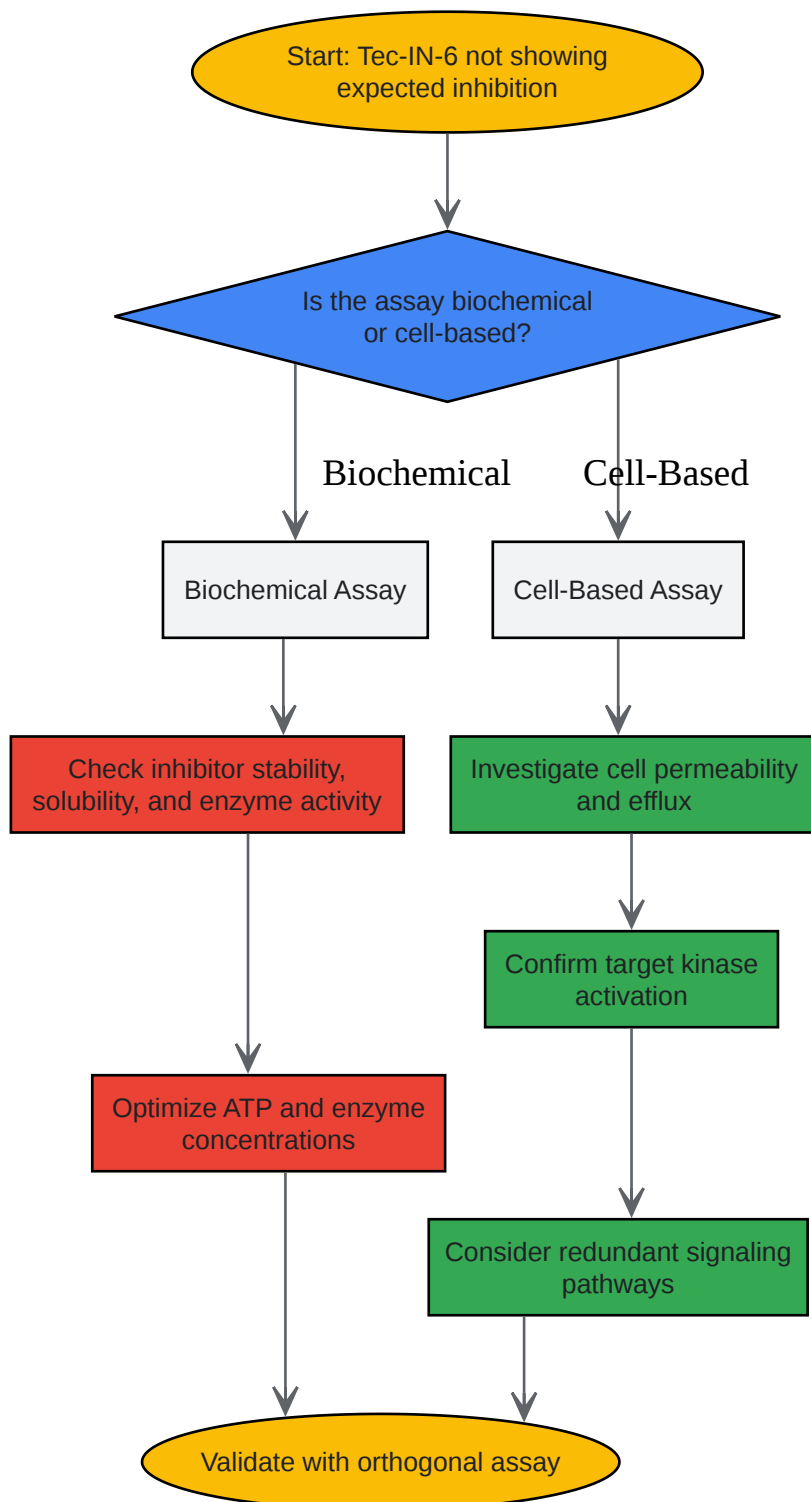 Start: Tec-IN-6 not showing
expected inhibition
Is the assay biochemical
or cell-based?
Biochemical
Cell-Based
Biochemical Assay
Cell-Based Assay
Check inhibitor stability,
solubility, and enzyme activity
Investigate cell permeability
and efflux
Confirm target kinase
activation
Optimize ATP and enzyme
concentrations
Consider redundant signaling
pathways
Validate with orthogonal assay